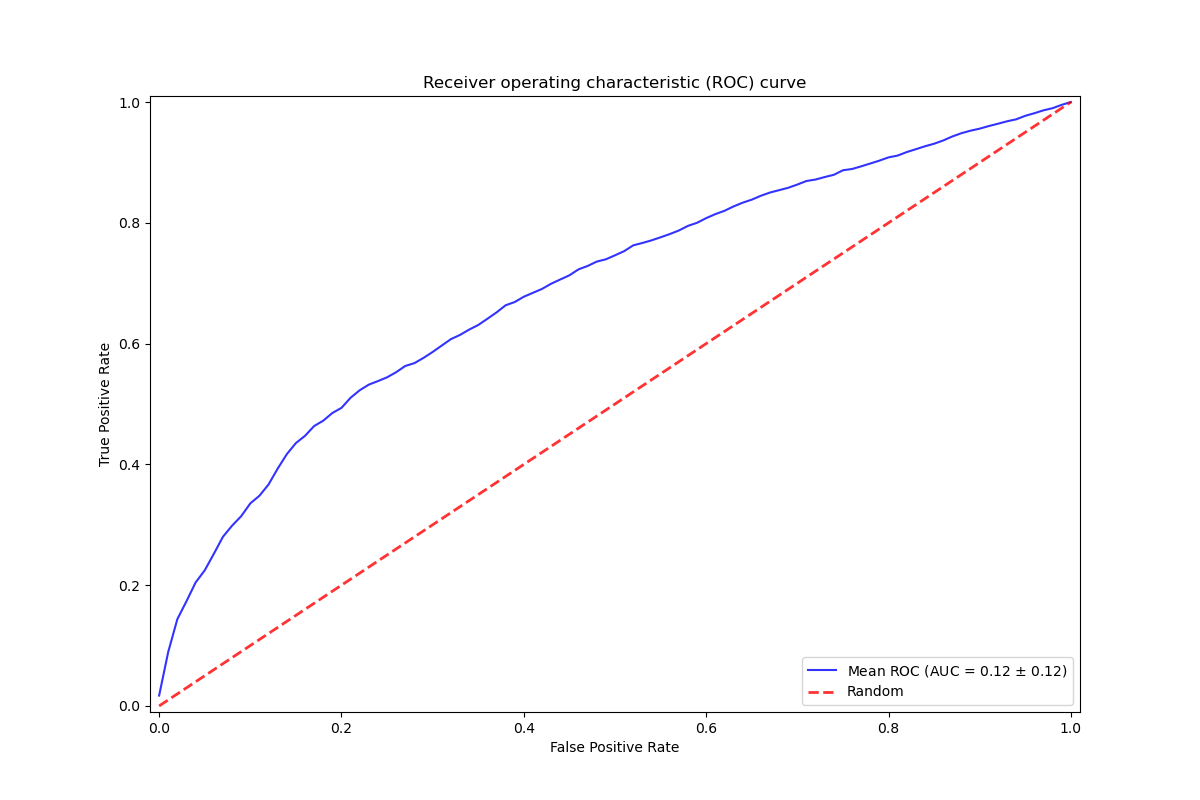 Receiver operating characteristic (ROC) curve
1.0
0.8
0.6
0.4
0.2
0.0
True Positive Rate
Mean ROC (AUC = 0.12 ± 0.12)
Random
0.0 0.2 0.4 0.6 0.8 1.0
False Positive Rate